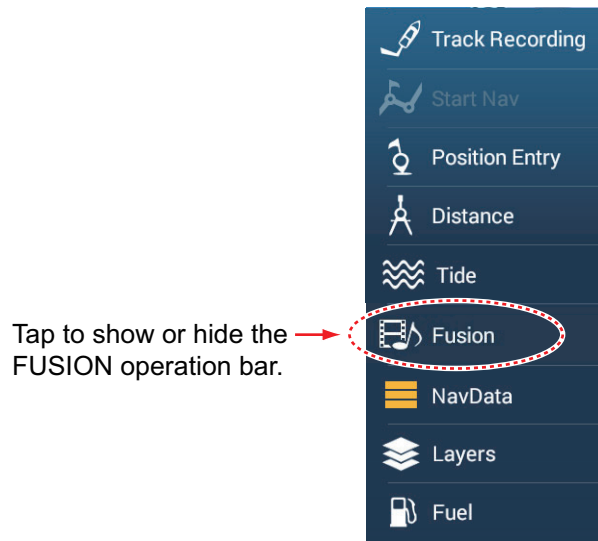 Track Recording
Start Nav
Position Entry
Distance
Tide
Tap to show or hide the
FUSION operation bar.
Fusion
NavData
Layers
Fuel